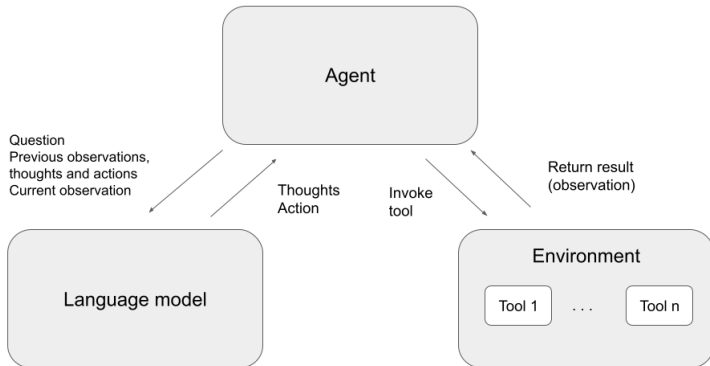 Agent
Question
Previous observations,
thoughts and actions
Current observation
Thoughts
Action
Invoke
tool
Return result
(observation)
Language model
Environment
Tool 1
. . .
Tool n